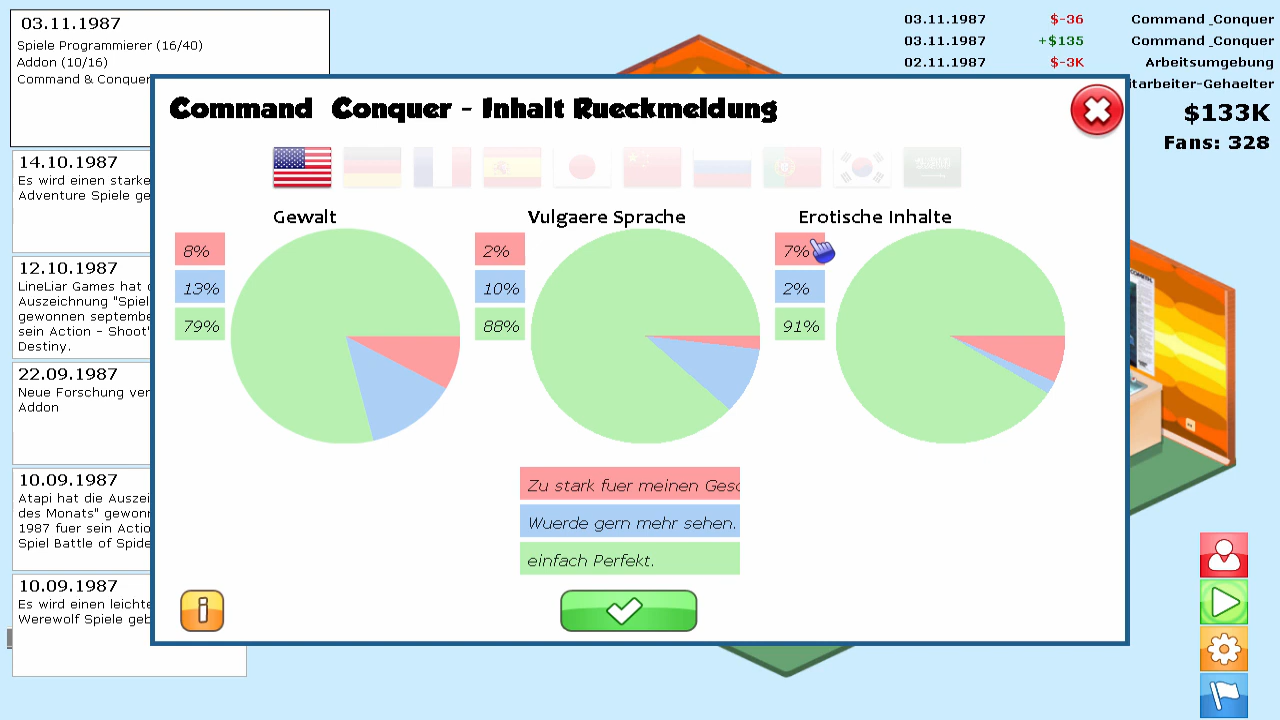 03.11.1987
Spiele Programmierer (16/40)
Addon (10/16)
Command & Conquer
14.10.1987
Es wird einen starke
Adventure Spiele ge
12.10.1987
LineLiar Games hat
Auszeichnung "Spiel
gewonnen septembe
sein Action - Shoot'
Destiny.
22.09.1987
Neue Forschung ver
Addon
10.09.1987
Atapi hat die Auszei
des Monats" gewon
1987 fuer sein Actio
Spiel Battle of Spide
10.09.1987
Es wird einen leichte
Werewolf Spiele geb
03.11.1987 $-36 Command _Conquer
03.11.1987 +$135 Command _Conquer
02.11.1987 $-3K Arbeitsumgebung
itarbeiter-Gehaelter
$133K
Fans: 328
Command Conquer - Inhalt Rueckmeldung
Gewalt
8%
13%
79%
Vulgaere Sprache
2%
10%
88%
Erotische Inhalte
7%
2%
91%
Zu stark fuer meinen Gesc
Wuerde gern mehr sehen.
einfach Perfekt.